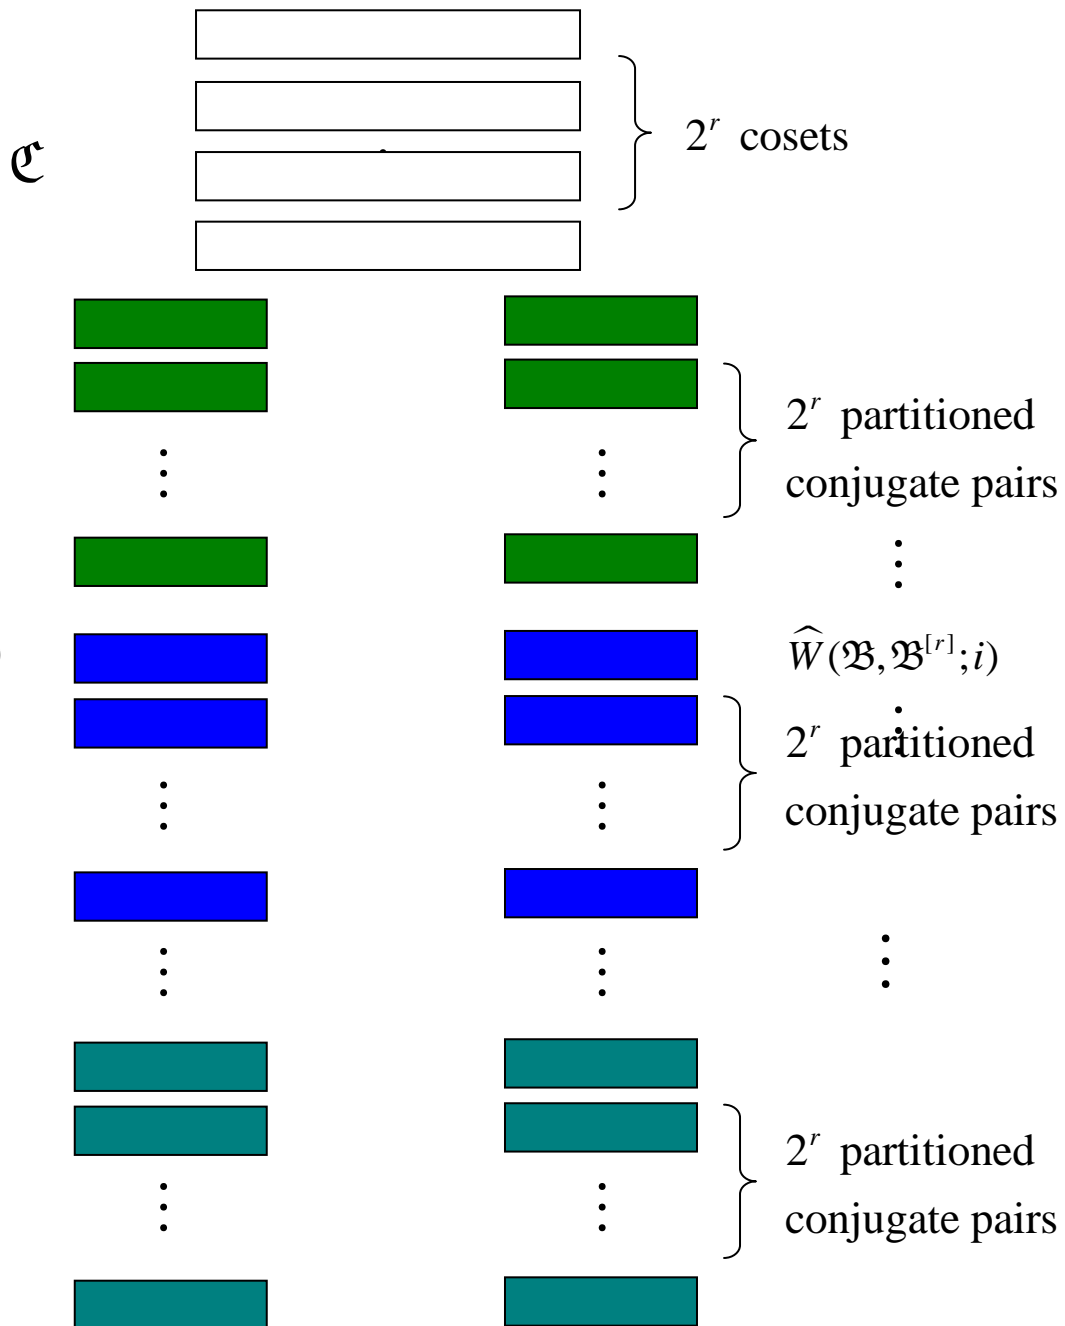 2^r cosets
ℭ
2^r partitioned
conjugate pairs
Ŵ(𝔅, 𝔅^[r]; i)
2^r partitioned
conjugate pairs
2^r partitioned
conjugate pairs